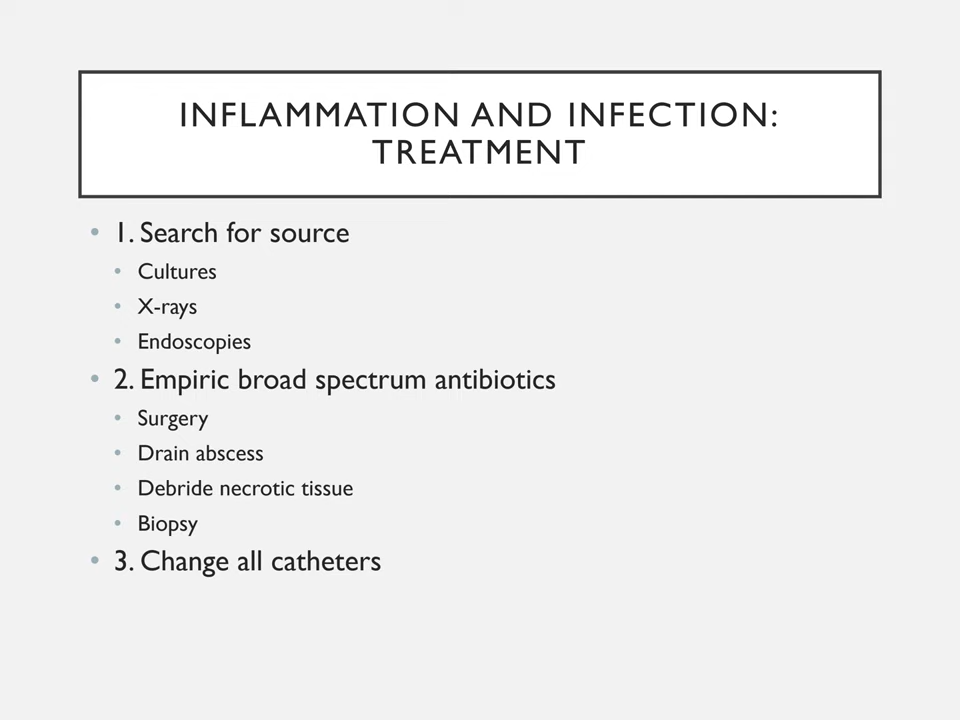 INFLAMMATION AND INFECTION:
TREATMENT
• 1. Search for source
• Cultures
• X-rays
• Endoscopies
• 2. Empiric broad spectrum antibiotics
• Surgery
• Drain abscess
• Debride necrotic tissue
• Biopsy
• 3. Change all catheters